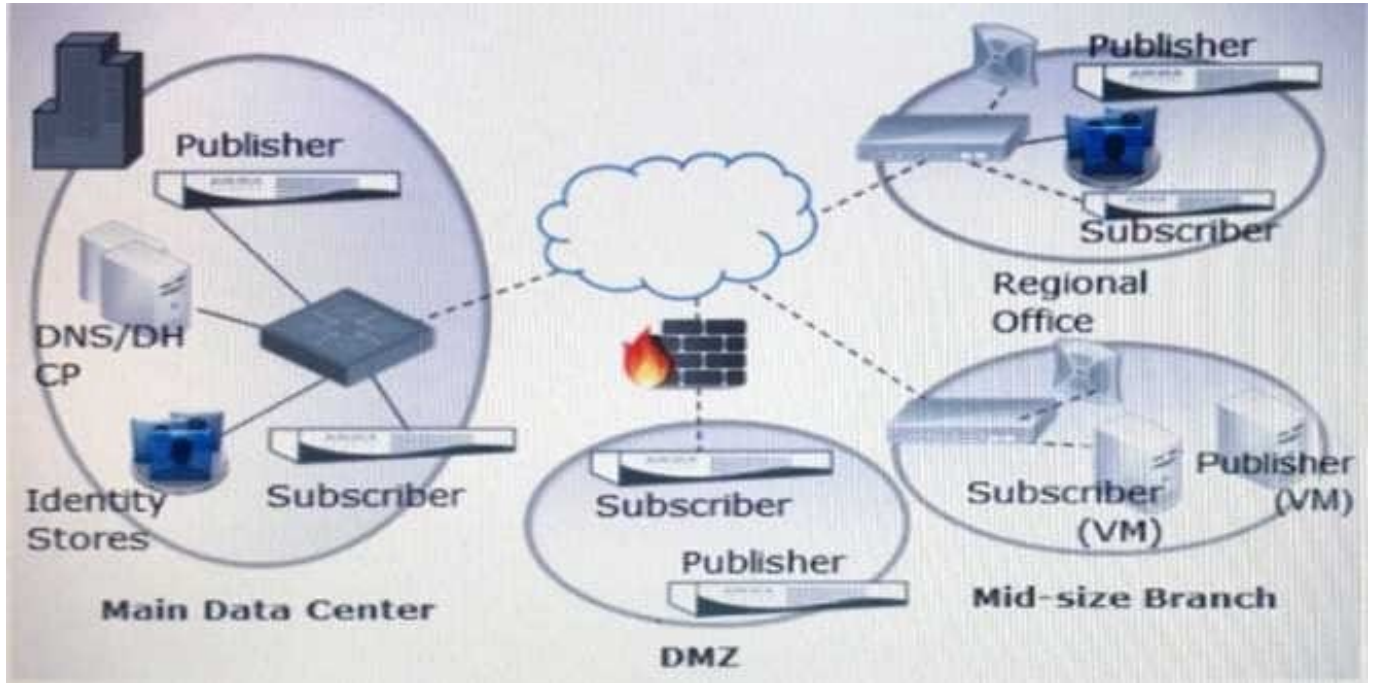 Publisher
DNS/DH
CP
Identity
Stores
Subscriber
Main Data Center
Subscriber
Publisher
DMZ
Publisher
Subscriber
Regional
Office
Subscriber
(VM)
Publisher
(VM)
Mid-size Branch